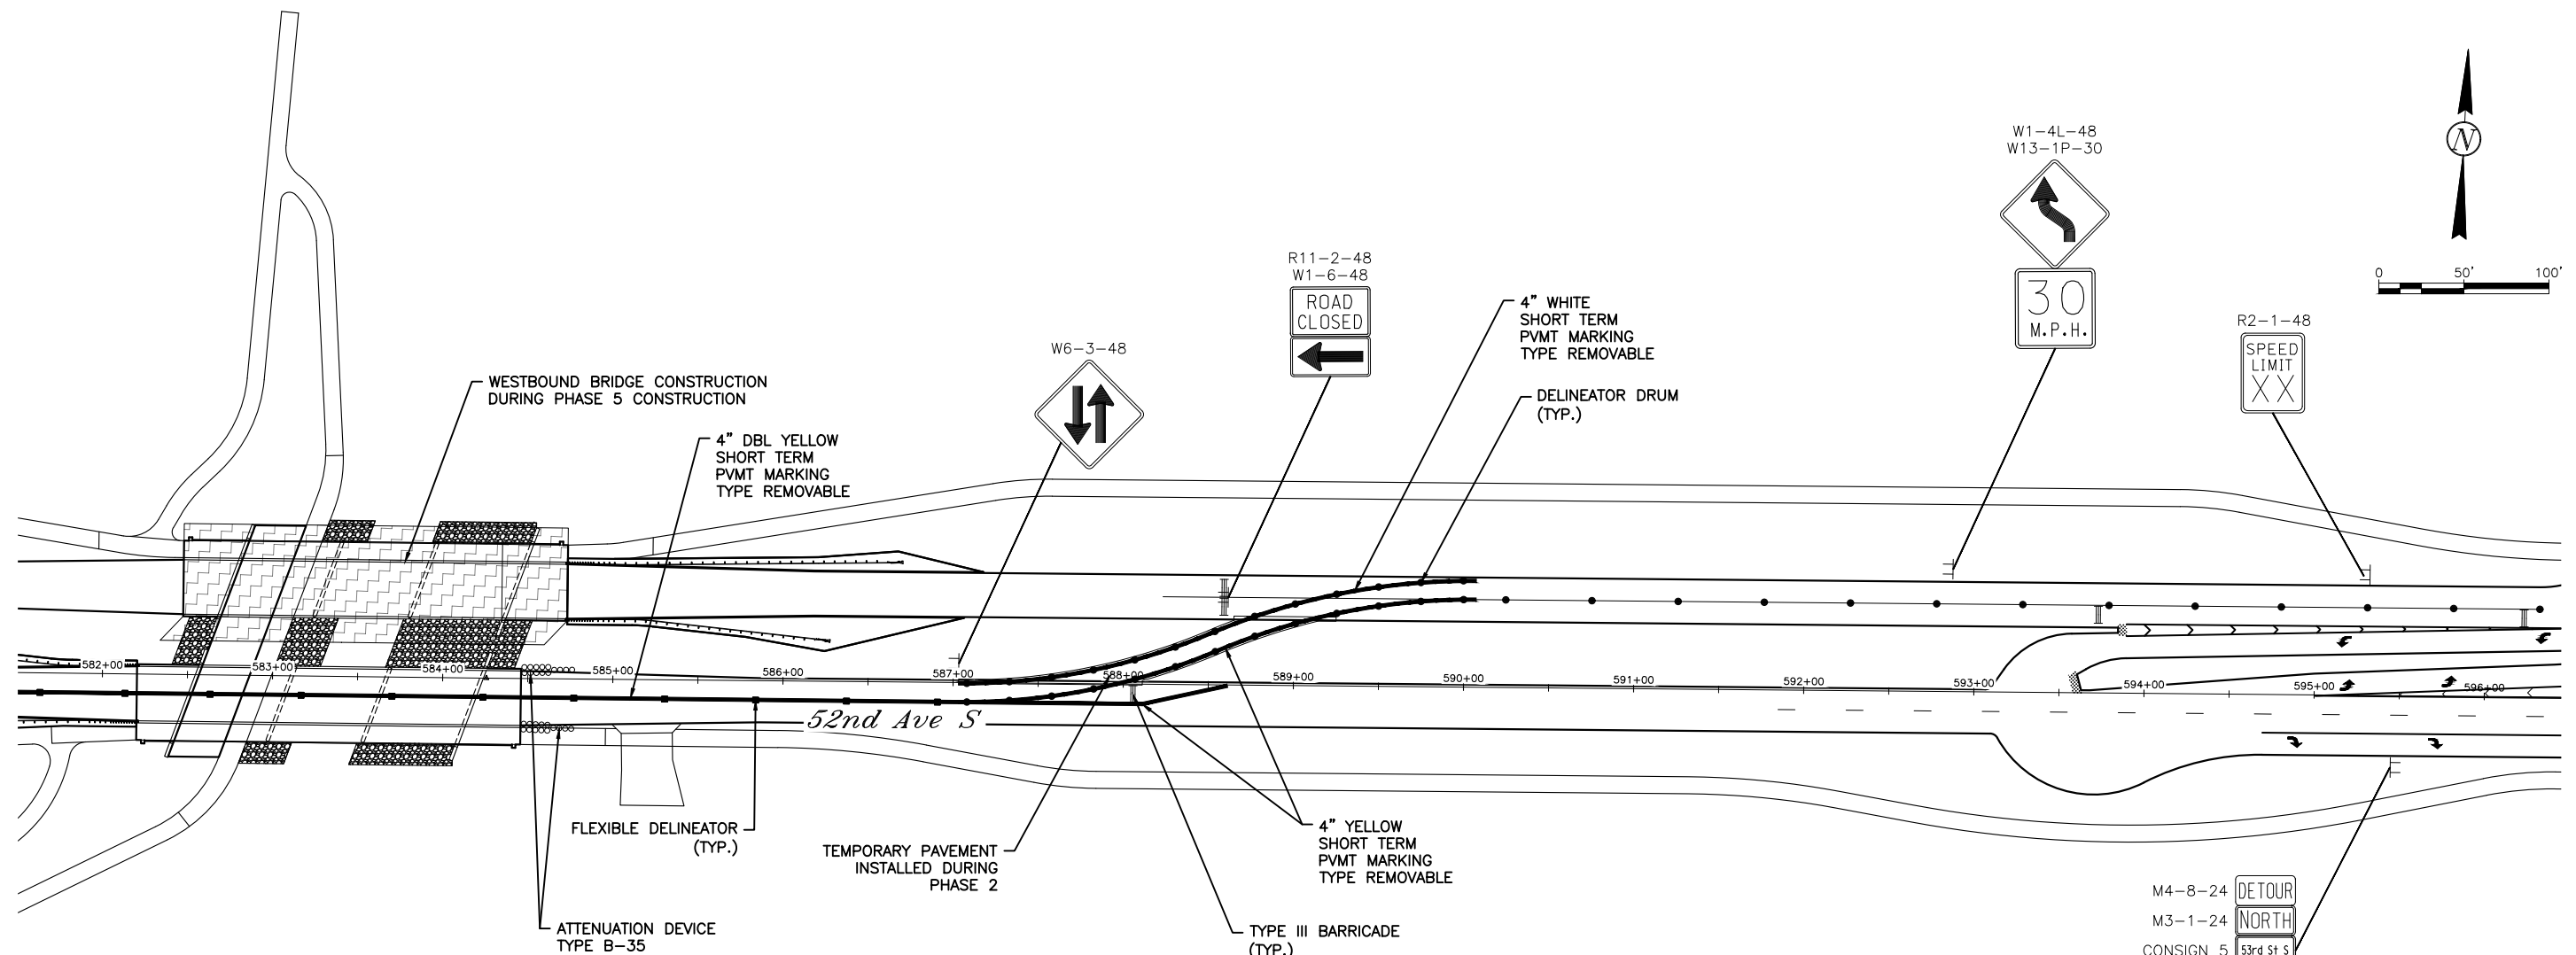 N
0 50' 100'
W1-4L-48
W13-1P-30
30
M.P.H.
R11-2-48
W1-6-48
ROAD
CLOSED
4" WHITE
SHORT TERM
PVMT MARKING
TYPE REMOVABLE
R2-1-48
SPEED
LIMIT
XX
W6-3-48
WESTBOUND BRIDGE CONSTRUCTION
DURING PHASE 5 CONSTRUCTION
DELINEATOR DRUM
(TYP.)
4" DBL YELLOW
SHORT TERM
PVMT MARKING
TYPE REMOVABLE
582+00 583+00 584+00 585+00 586+00 587+00 588+00 589+00 590+00 591+00 592+00 593+00 594+00 595+00 596+00
52nd Ave S
FLEXIBLE DELINEATOR
(TYP.)
TEMPORARY PAVEMENT
INSTALLED DURING
PHASE 2
4" YELLOW
SHORT TERM
PVMT MARKING
TYPE REMOVABLE
ATTENUATION DEVICE
TYPE B-35
TYPE III BARRICADE
(TYP.)
M4-8-24 DETOUR
M3-1-24 NORTH
CONSIGN 5 53rd St S